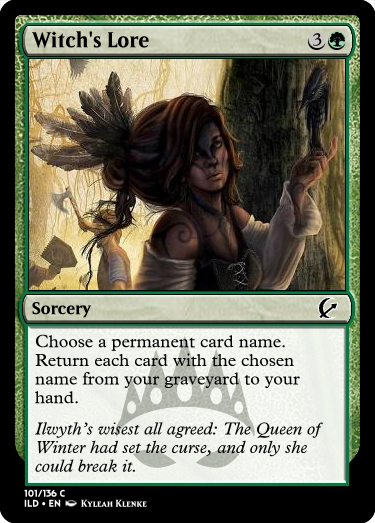 Witch's Lore 3
Sorcery
Choose a permanent card name.
Return each card with the chosen
name from your graveyard to your
hand.
Ilwyth's wisest all agreed: The Queen of
Winter had set the curse, and only she
could break it.
101/136 C
ILD • EN Kyleah Klenke